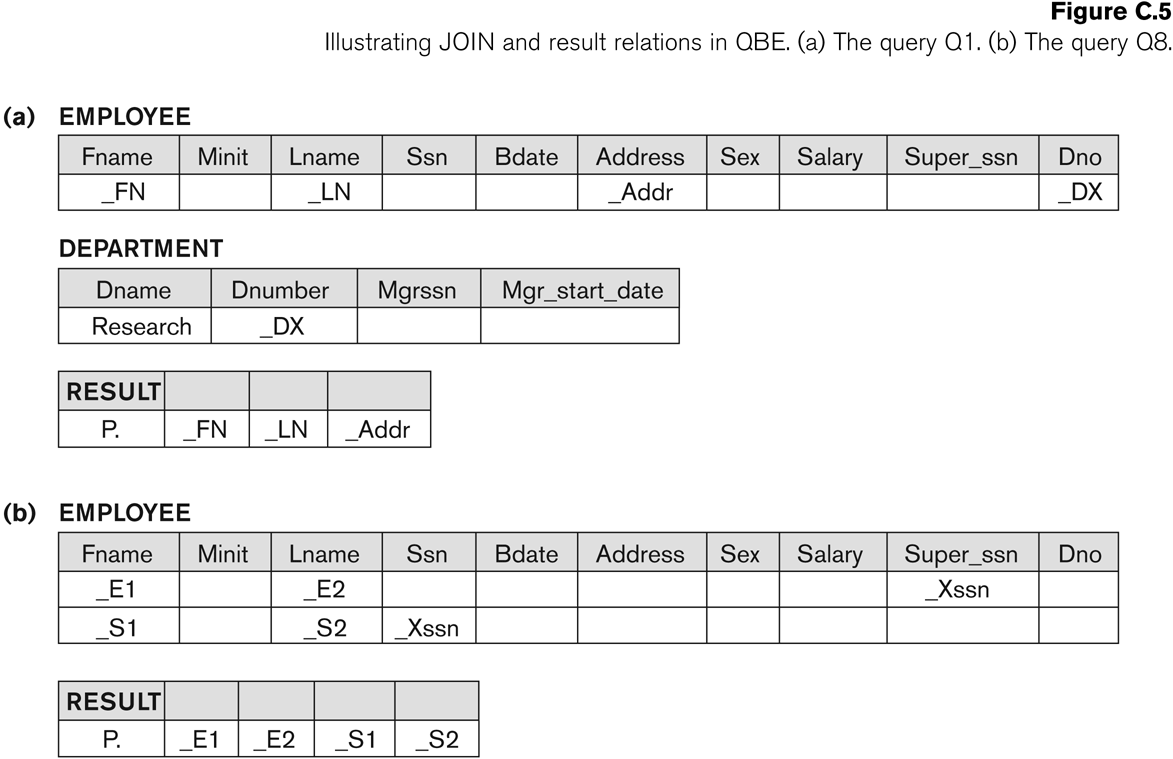 Figure C.5
Illustrating JOIN and result relations in QBE. (a) The query Q1. (b) The query Q8.
(a) EMPLOYEE
Fname Minit Lname Ssn Bdate Address Sex Salary Super_ssn Dno
_FN _LN _Addr _DX
DEPARTMENT
Dname Dnumber Mgrssn Mgr_start_date
Research _DX
RESULT
P. _FN _LN _Addr
(b) EMPLOYEE
Fname Minit Lname Ssn Bdate Address Sex Salary Super_ssn Dno
_E1 _E2 _Xssn
_S1 _S2 _Xssn
RESULT
P. _E1 _E2 _S1 _S2